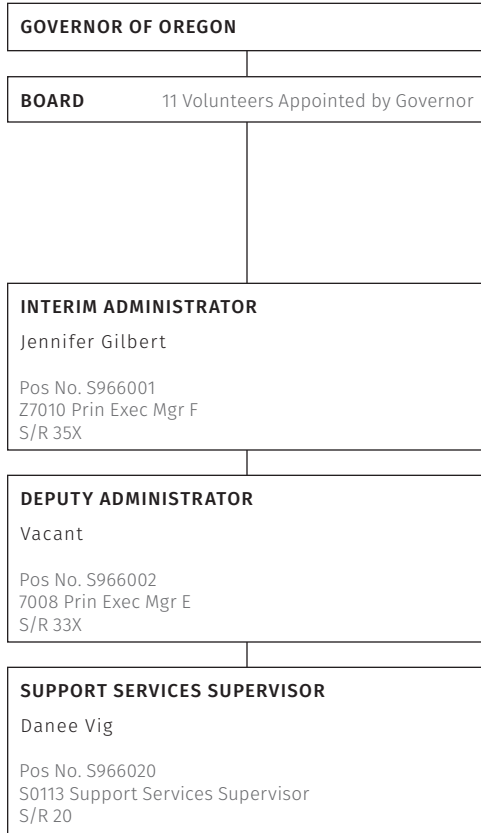 GOVERNOR OF OREGON
BOARD 11 Volunteers Appointed by Governor
INTERIM ADMINISTRATOR
Jennifer Gilbert
Pos No. S966001
Z7010 Prin Exec Mgr F
S/R 35X
DEPUTY ADMINISTRATOR
Vacant
Pos No. S966002
7008 Prin Exec Mgr E
S/R 33X
SUPPORT SERVICES SUPERVISOR
Danee Vig
Pos No. S966020
S0113 Support Services Supervisor
S/R 20